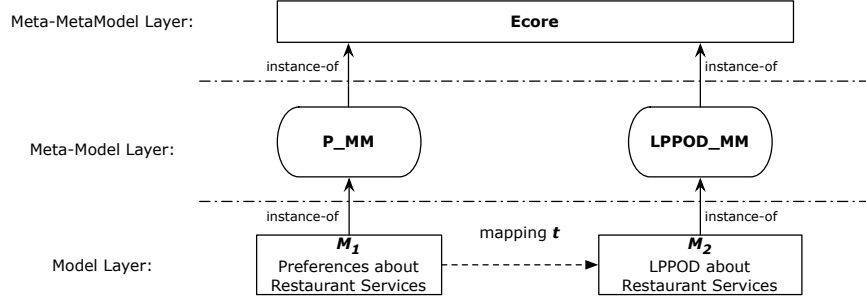 Meta-MetaModel Layer: Ecore
instance-of instance-of
Meta-Model Layer: P_MM LPPOD_MM
instance-of instance-of
mapping t
M1 M2
Model Layer: Preferences about LPPOD about
Restaurant Services Restaurant Services